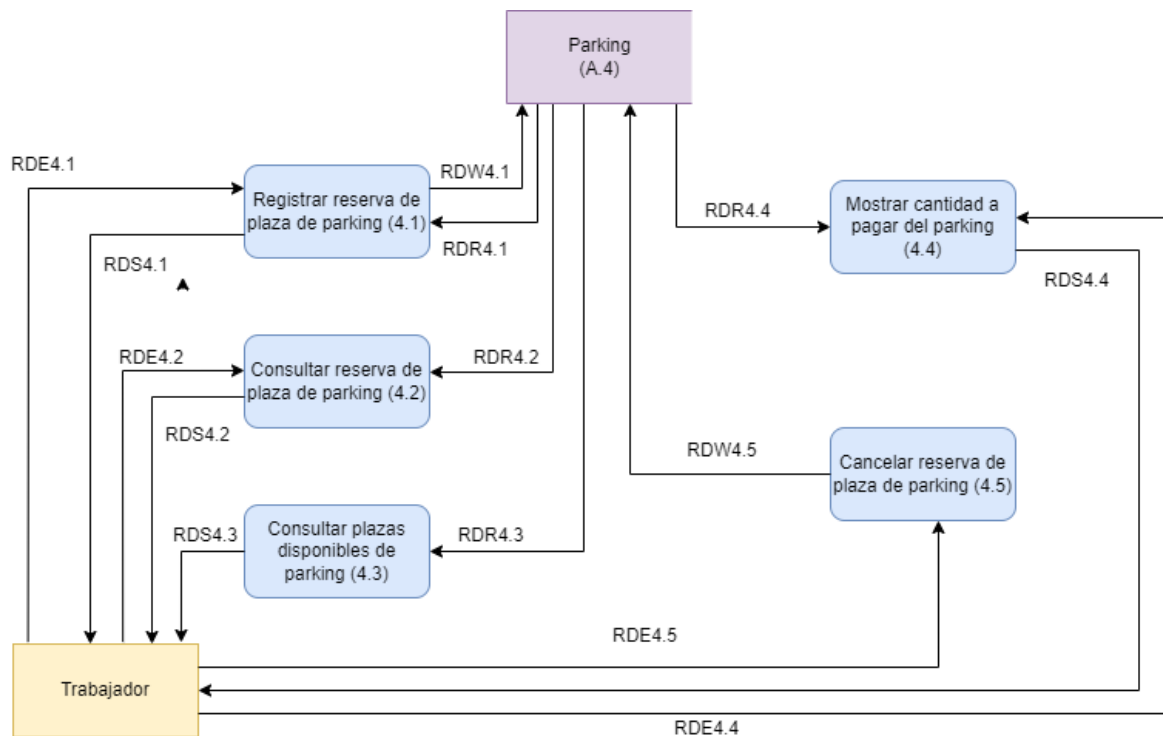 Parking
(A.4)
RDE4.1
RDW4.1
Registrar reserva de
plaza de parking (4.1)
Mostrar cantidad a
pagar del parking
(4.4)
RDR4.4
RDR4.1
RDS4.1
RDS4.4
RDE4.2
RDR4.2
Consultar reserva de
plaza de parking (4.2)
RDS4.2
RDW4.5
Cancelar reserva de
plaza de parking (4.5)
RDS4.3
Consultar plazas
disponibles de
parking (4.3)
RDR4.3
RDE4.5
Trabajador
RDE4.4